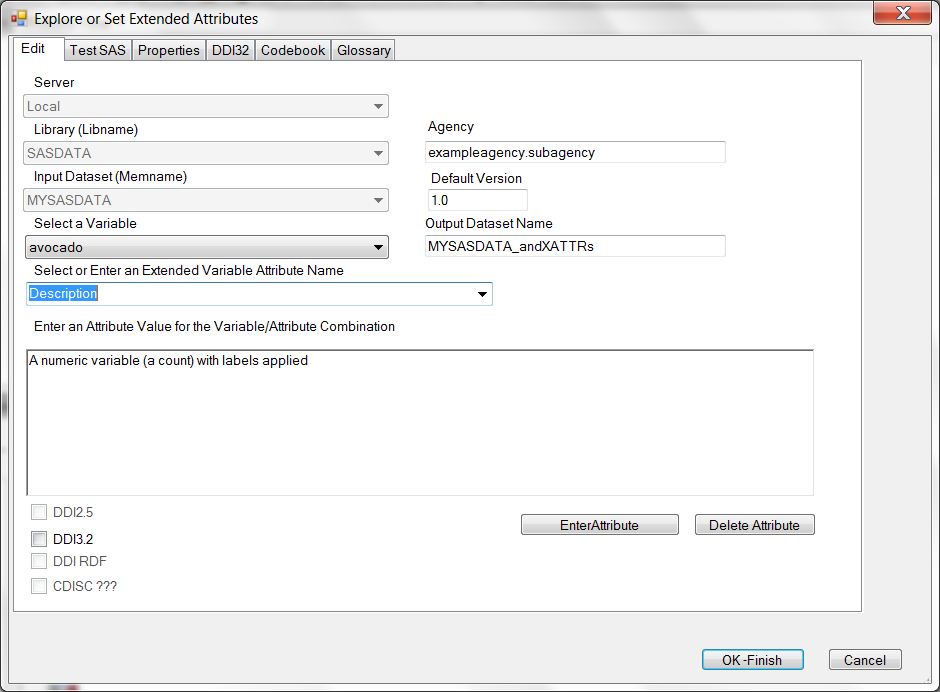 Explore or Set Extended Attributes
Edit
Test SAS
Properties
DDI32
Codebook
Glossary
Server
Local
Library (Libname)
SASDATA
Input Dataset (Memname)
MYSASDATA
Select a Variable
avocado
Agency
exampleagency.subagency
Default Version
1.0
Output Dataset Name
MYSASDATA_andXATTRs
Select or Enter an Extended Variable Attribute Name
Description
Enter an Attribute Value for the Variable/Attribute Combination
A numeric variable (a count) with labels applied
DDI2.5
DDI3.2
DDI RDF
CDISC ???
EnterAttribute
Delete Attribute
OK -Finish
Cancel